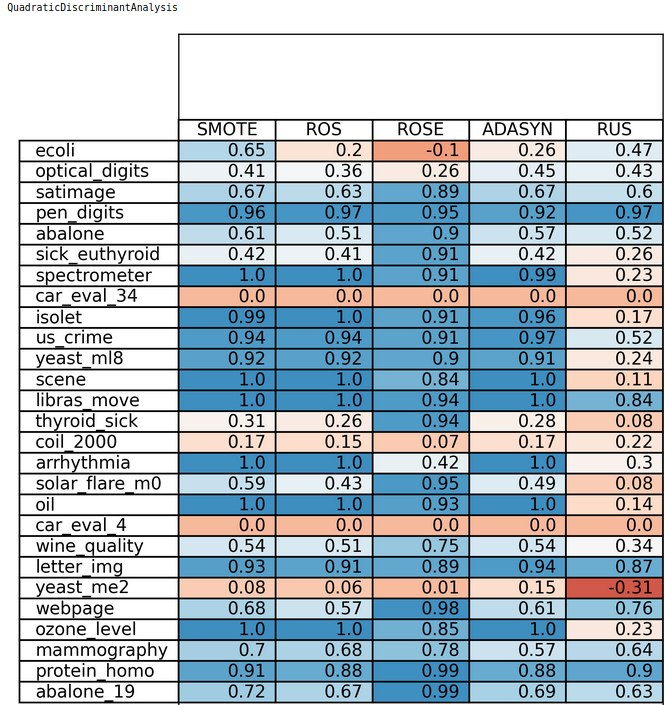 QuadraticDiscriminantAnalysis
SMOTE ROS ROSE ADASYN RUS
ecoli 0.65 0.2 -0.1 0.26 0.47
optical_digits 0.41 0.36 0.26 0.45 0.43
satimage 0.67 0.63 0.89 0.67 0.6
pen_digits 0.96 0.97 0.95 0.92 0.97
abalone 0.61 0.51 0.9 0.57 0.52
sick_euthyroid 0.42 0.41 0.91 0.42 0.26
spectrometer 1.0 1.0 0.91 0.99 0.23
car_eval_34 0.0 0.0 0.0 0.0 0.0
isolet 0.99 1.0 0.91 0.96 0.17
us_crime 0.94 0.94 0.91 0.97 0.52
yeast_ml8 0.92 0.92 0.9 0.91 0.24
scene 1.0 1.0 0.84 1.0 0.11
libras_move 1.0 1.0 0.94 1.0 0.84
thyroid_sick 0.31 0.26 0.94 0.28 0.08
coil_2000 0.17 0.15 0.07 0.17 0.22
arrhythmia 1.0 1.0 0.42 1.0 0.3
solar_flare_m0 0.59 0.43 0.95 0.49 0.08
oil 1.0 1.0 0.93 1.0 0.14
car_eval_4 0.0 0.0 0.0 0.0 0.0
wine_quality 0.54 0.51 0.75 0.54 0.34
letter_img 0.93 0.91 0.89 0.94 0.87
yeast_me2 0.08 0.06 0.01 0.15 -0.31
webpage 0.68 0.57 0.98 0.61 0.76
ozone_level 1.0 1.0 0.85 1.0 0.23
mammography 0.7 0.68 0.78 0.57 0.64
protein_homo 0.91 0.88 0.99 0.88 0.9
abalone_19 0.72 0.67 0.99 0.69 0.63